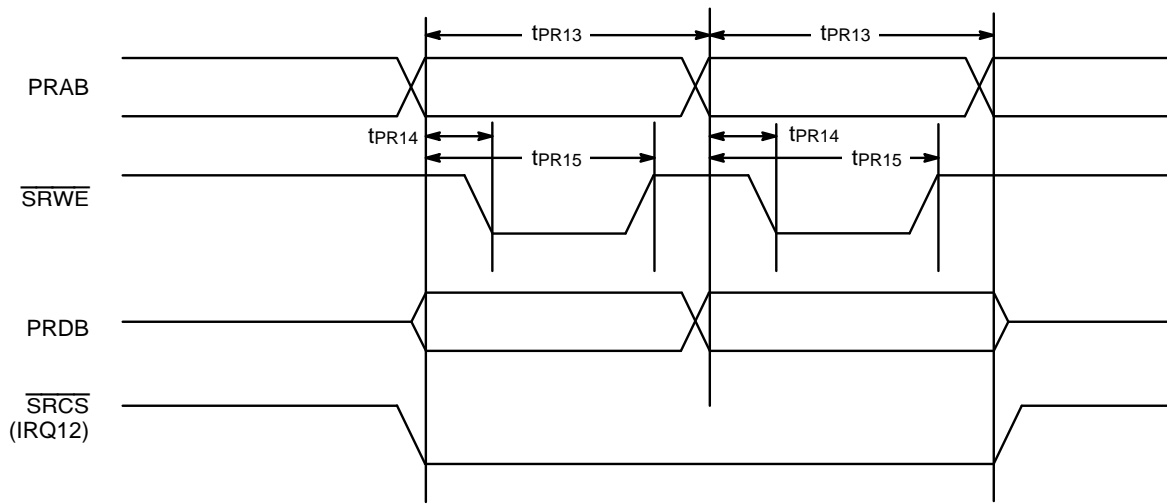 tPR13 tPR13
PRAB
tPR14 tPR14
tPR15 tPR15
SRWE
PRDB
SRCS
(IRQ12)